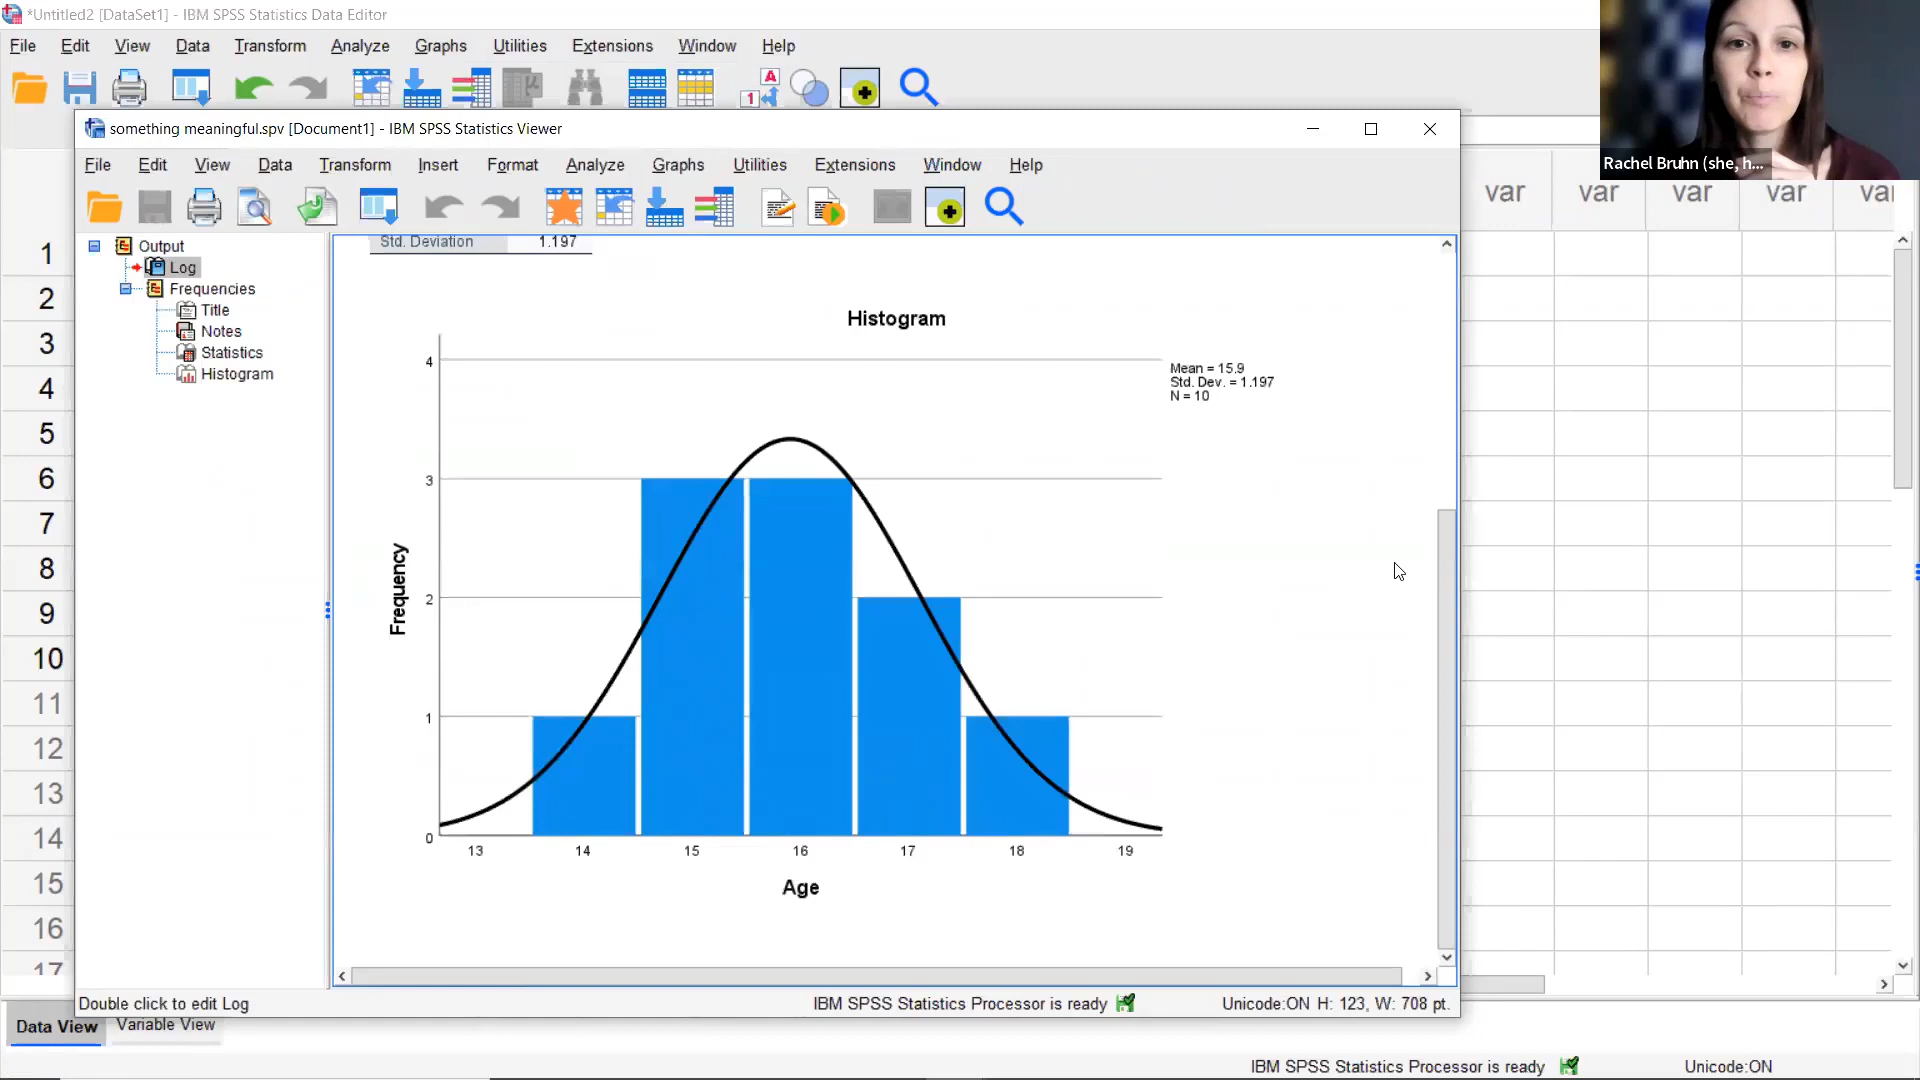 *Untitled2 [DataSet1] - IBM SPSS Statistics Data Editor
File Edit View Data Transform Analyze Graphs Utilities Extensions Window Help
Rachel Bruhn (she, h...
something meaningful.spv [Document1] - IBM SPSS Statistics Viewer
File Edit View Data Transform Insert Format Analyze Graphs Utilities Extensions Window Help
var var var var var
1
2
3
4
5
6
7
8
9
10
11
12
13
14
15
16
17
Output
Log
Frequencies
Title
Notes
Statistics
Histogram
Std. Deviation 1.197
Histogram
Mean = 15.9
Std. Dev. = 1.197
N = 10
Frequency
4
3
2
1
0
13 14 15 16 17 18 19
Age
Double click to edit Log IBM SPSS Statistics Processor is ready Unicode:ON H: 123, W: 708 pt.
Data View Variable View
IBM SPSS Statistics Processor is ready Unicode:ON